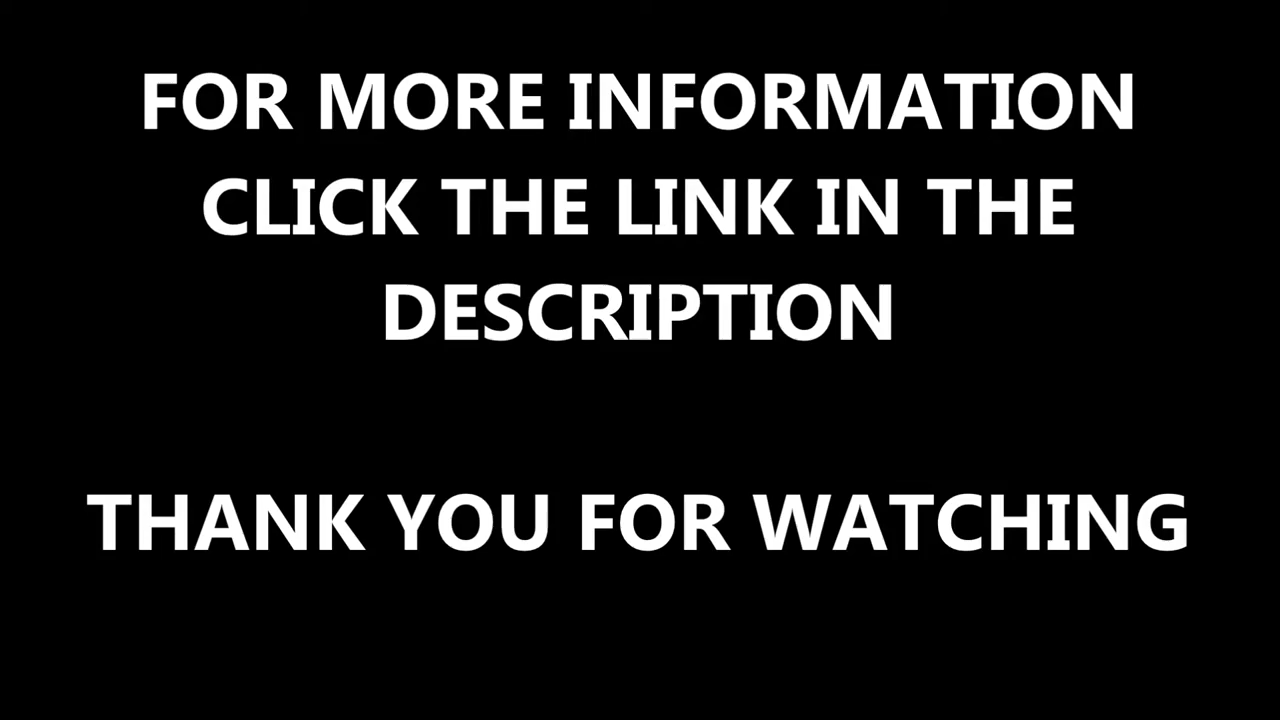 FOR MORE INFORMATION
CLICK THE LINK IN THE
DESCRIPTION
THANK YOU FOR WATCHING